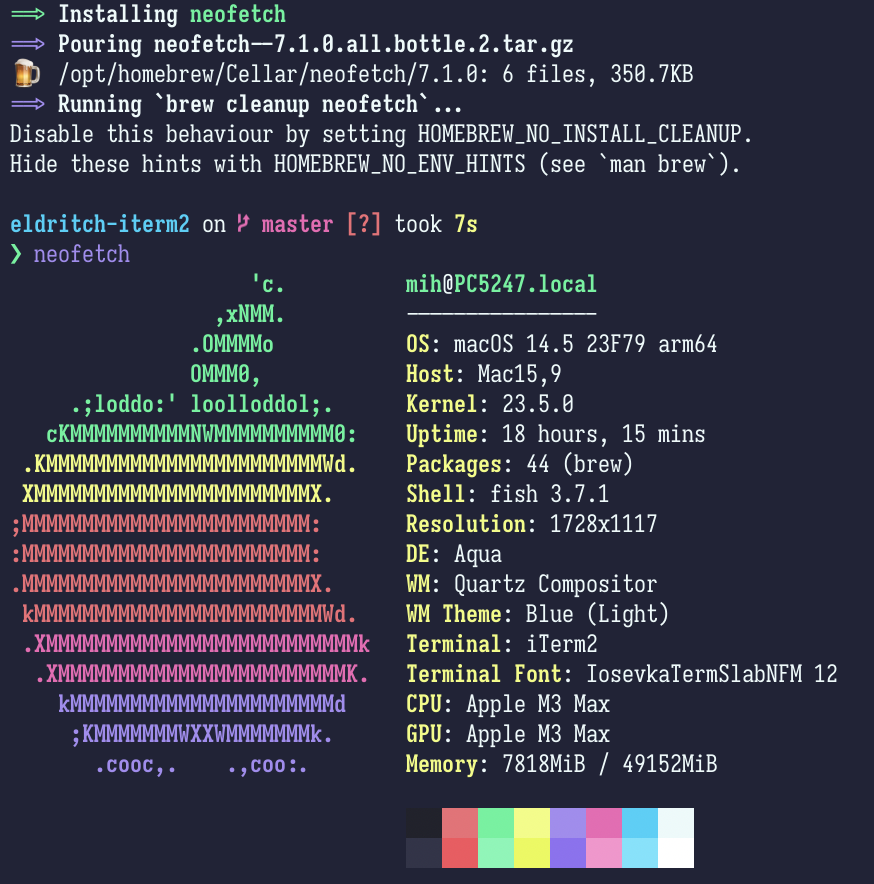 ==> Installing neofetch
==> Pouring neofetch--7.1.0.all.bottle.2.tar.gz
🍺 /opt/homebrew/Cellar/neofetch/7.1.0: 6 files, 350.7KB
==> Running `brew cleanup neofetch`...
Disable this behaviour by setting HOMEBREW_NO_INSTALL_CLEANUP.
Hide these hints with HOMEBREW_NO_ENV_HINTS (see `man brew`).

eldritch-iterm2 on master [?] took 7s
❯ neofetch
                    'c.          mih@PC5247.local
                 ,xNMM.          ----------------
               .OMMMMo           OS: macOS 14.5 23F79 arm64
               OMMM0,            Host: Mac15,9
     .;loddo:' loolloddol;.      Kernel: 23.5.0
   cKMMMMMMMMMMNWMMMMMMMMMM0:    Uptime: 18 hours, 15 mins
 .KMMMMMMMMMMMMMMMMMMMMMMMWd.    Packages: 44 (brew)
 XMMMMMMMMMMMMMMMMMMMMMMMX.      Shell: fish 3.7.1
;MMMMMMMMMMMMMMMMMMMMMMMM:       Resolution: 1728x1117
:MMMMMMMMMMMMMMMMMMMMMMMM:       DE: Aqua
.MMMMMMMMMMMMMMMMMMMMMMMMX.      WM: Quartz Compositor
 kMMMMMMMMMMMMMMMMMMMMMMMMWd.    WM Theme: Blue (Light)
 .XMMMMMMMMMMMMMMMMMMMMMMMMMMk   Terminal: iTerm2
  .XMMMMMMMMMMMMMMMMMMMMMMMMK.   Terminal Font: IosevkaTermSlabNFM 12
    kMMMMMMMMMMMMMMMMMMMMMMd     CPU: Apple M3 Max
     ;KMMMMMMMWXXWMMMMMMMk.      GPU: Apple M3 Max
       .cooc,.    .,coo:.        Memory: 7818MiB / 49152MiB